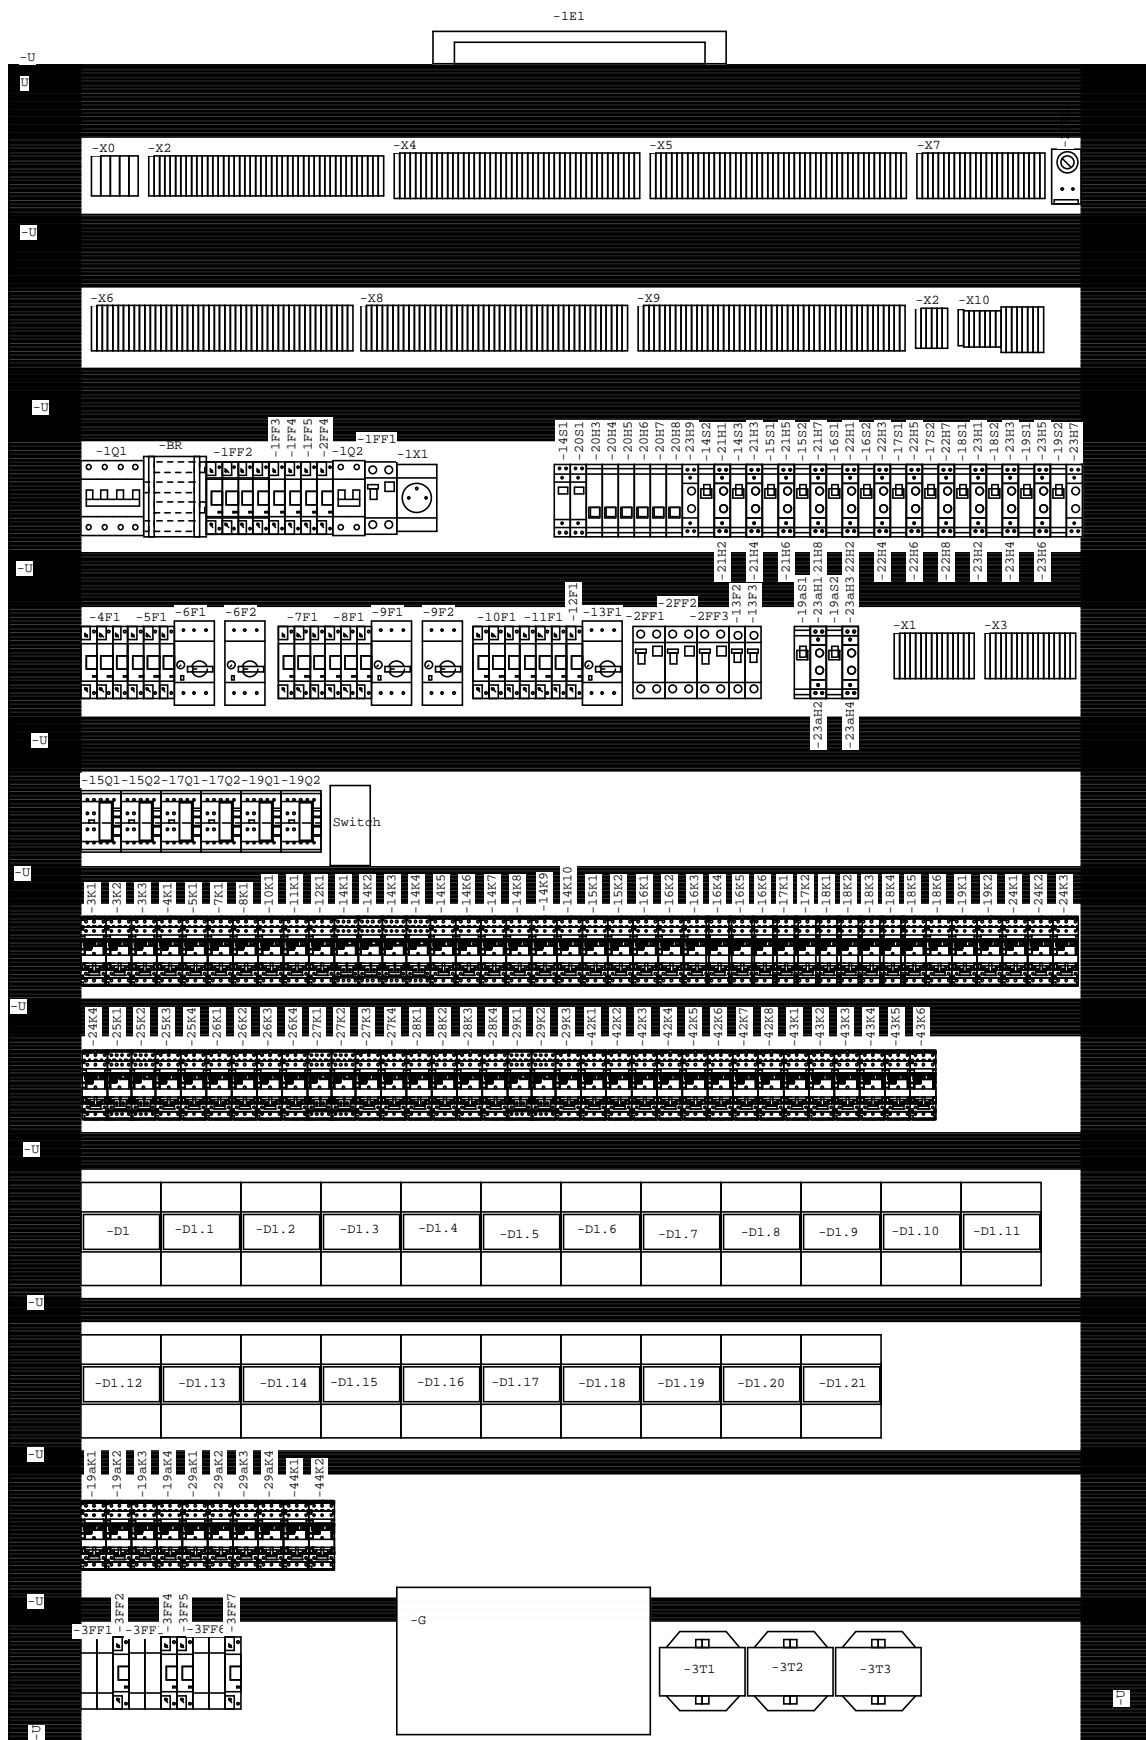 -1E1
-U
U
-X0 -X2 -X4 -X5 -X7
-U
-X6 -X8 -X9 -X2 -X10
-U
-1Q1 -BR -1FF2 -1FF3 -1FF4 -1FF5 -2FF4 -1Q2 -1FF1 -1X1
-14S1 -20S1 -20H3 -20H4 -20H5 -20H6 -20H7 -20H8 -23H9 -14S2 -21H1 -14S3 -21H3 -15S1 -21H5 -15S2 -21H7 -16S1 -22H1 -16S2 -22H3 -17S1 -22H5 -17S2 -22H7 -18S1 -23H1 -18S2 -23H3 -19S1 -23H5 -19S2 -23H7
-21H2 -21H4 -21H6 -21H8 -22H2 -22H4 -22H6 -22H8 -23H2 -23H4 -23H6
-U
-4F1 -5F1 -6F1 -6F2 -7F1 -8F1 -9F1 -9F2 -10F1 -11F1 -12F1 -13F1 -2FF1 -2FF2 -2FF3 -13F2 -13F3
-19aS1 -23aH1 -19aS2 -23aH3 -X1 -X3
-23aH2 -23aH4
-U
-15Q1 -15Q2 -17Q1 -17Q2 -19Q1 -19Q2
Switch
-U
-3K1 -3K2 -3K3 -4K1 -5K1 -7K1 -8K1 -10K1 -11K1 -12K1 -14K1 -14K2 -14K3 -14K4 -14K5 -14K6 -14K7 -14K8 -14K9 -14K10 -15K1 -15K2 -16K1 -16K2 -16K3 -16K4 -16K5 -16K6 -17K1 -17K2 -18K1 -18K2 -18K3 -18K4 -18K5 -18K6 -19K1 -19K2 -24K1 -24K2 -24K3
-U
-24K4 -25K1 -25K2 -25K3 -25K4 -26K1 -26K2 -26K3 -26K4 -27K1 -27K2 -27K3 -27K4 -28K1 -28K2 -28K3 -28K4 -29K1 -29K2 -29K3 -42K1 -42K2 -42K3 -42K4 -42K5 -42K6 -42K7 -42K8 -43K1 -43K2 -43K3 -43K4 -43K5 -43K6
-U
-D1 -D1.1 -D1.2 -D1.3 -D1.4 -D1.5 -D1.6 -D1.7 -D1.8 -D1.9 -D1.10 -D1.11
-U
-D1.12 -D1.13 -D1.14 -D1.15 -D1.16 -D1.17 -D1.18 -D1.19 -D1.20 -D1.21
-U
-19aK1 -19aK2 -19aK3 -19aK4 -29aK1 -29aK2 -29aK3 -29aK4 -44K1 -44K2
-U
-3FF1 -3FF2 -3FF4 -3FF5 -3FF6 -3FF7
-G
-3T1 -3T2 -3T3
-U
-U